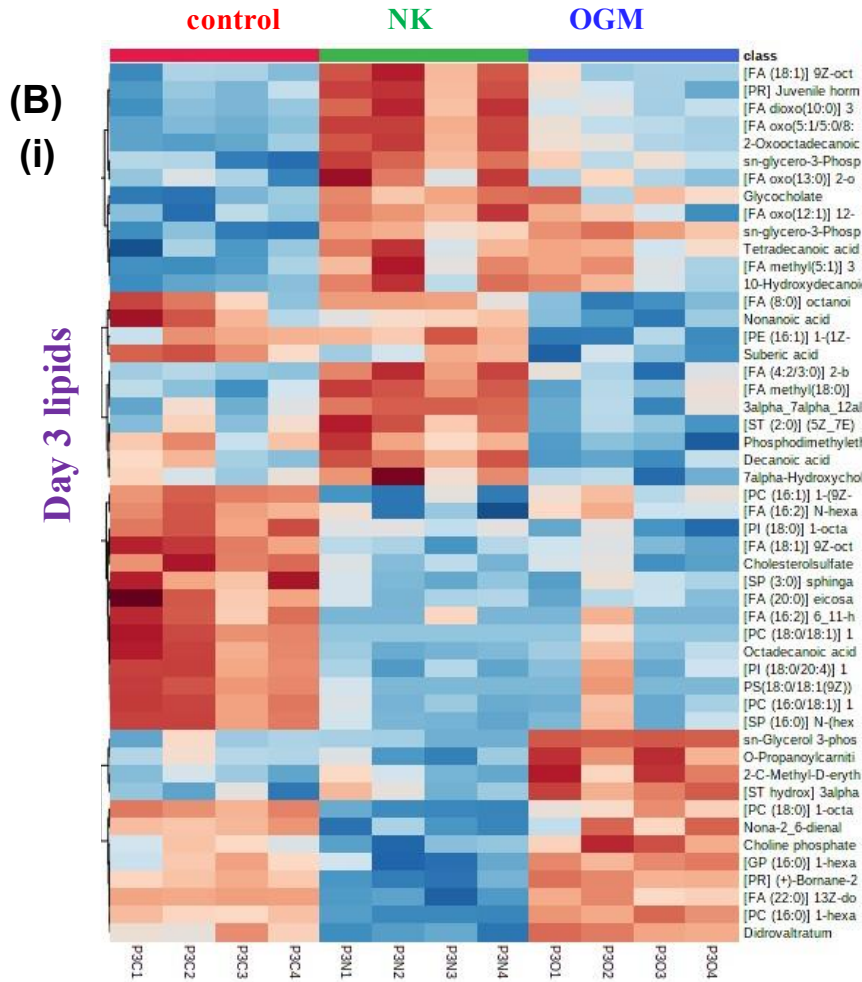 control NK OGM
class
(B)
(i)
Day 3 lipids
[FA (18:1)] 9Z-oct
[PR] Juvenile horm
[FA dioxo(10:0)] 3
[FA oxo(5:1/5:0/8:
2-Oxooctadecanoic
sn-glycero-3-Phosp
[FA oxo(13:0)] 2-o
Glycocholate
[FA oxo(12:1)] 12-
sn-glycero-3-Phosp
Tetradecanoic acid
[FA methyl(5:1)] 3
10-Hydroxydecanoic
[FA (8:0)] octanoi
Nonanoic acid
[PE (16:1)] 1-(1Z-
Suberic acid
[FA (4:2/3:0)] 2-b
[FA methyl(18:0)]
3alpha_7alpha_12al
[ST (2:0)] (5Z_7E)
Phosphodimethyleth
Decanoic acid
7alpha-Hydroxychol
[PC (16:1)] 1-(9Z-
[FA (16:2)] N-hexa
[PI (18:0)] 1-octa
[FA (18:1)] 9Z-oct
Cholesterolsulfate
[SP (3:0)] sphinga
[FA (20:0)] eicosa
[FA (16:2)] 6_11-h
[PC (18:0/18:1)] 1
Octadecanoic acid
[PI (18:0/20:4)] 1
PS(18:0/18:1(9Z))
[PC (16:0/18:1)] 1
[SP (16:0)] N-(hex
sn-Glycerol 3-phos
O-Propanoylcarniti
2-C-Methyl-D-eryth
[ST hydrox] 3alpha
[PC (18:0)] 1-octa
Nona-2_6-dienal
Choline phosphate
[GP (16:0)] 1-hexa
[PR] (+)-Bornane-2
[FA (22:0)] 13Z-do
[PC (16:0)] 1-hexa
Didrovaltratum
P3C1 P3C2 P3C3 P3C4 P3N1 P3N2 P3N3 P3N4 P3O1 P3O2 P3O3 P3O4